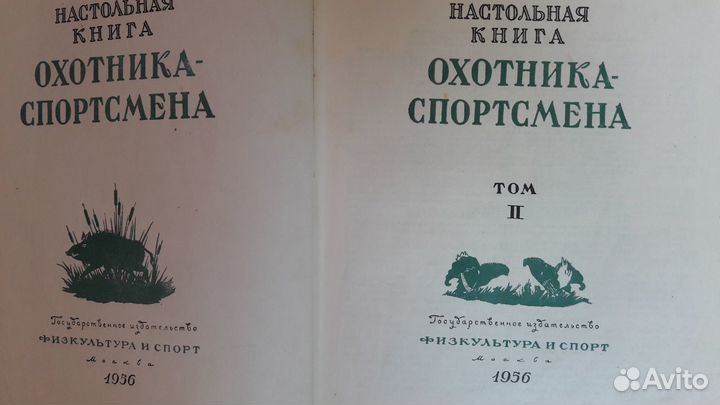 НАСТОЛЬНАЯ
КНИГА
ОХОТНИКА-
СПОРТСМЕНА
Государственное издательство
ФИЗКУЛЬТУРА И СПОРТ
Москва
1956
НАСТОЛЬНАЯ
КНИГА
ОХОТНИКА-
СПОРТСМЕНА
ТОМ
II
Государственное издательство
ФИЗКУЛЬТУРА И СПОРТ
Москва
1956
Avito